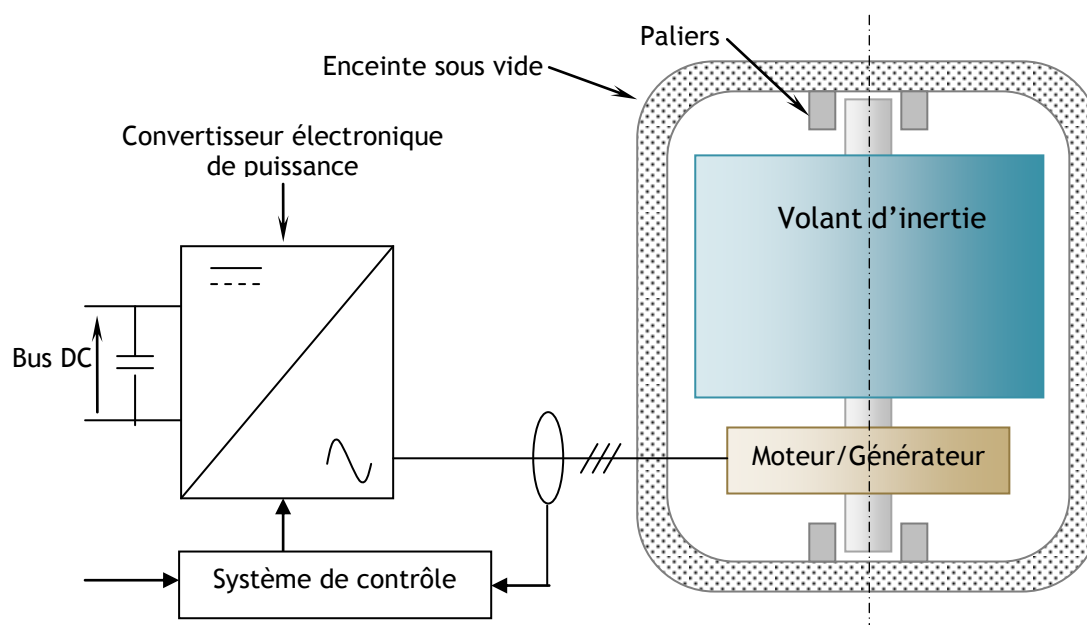 Paliers
Enceinte sous vide
Convertisseur électronique
de puissance
Volant d’inertie
Bus DC
Moteur/Générateur
Système de contrôle